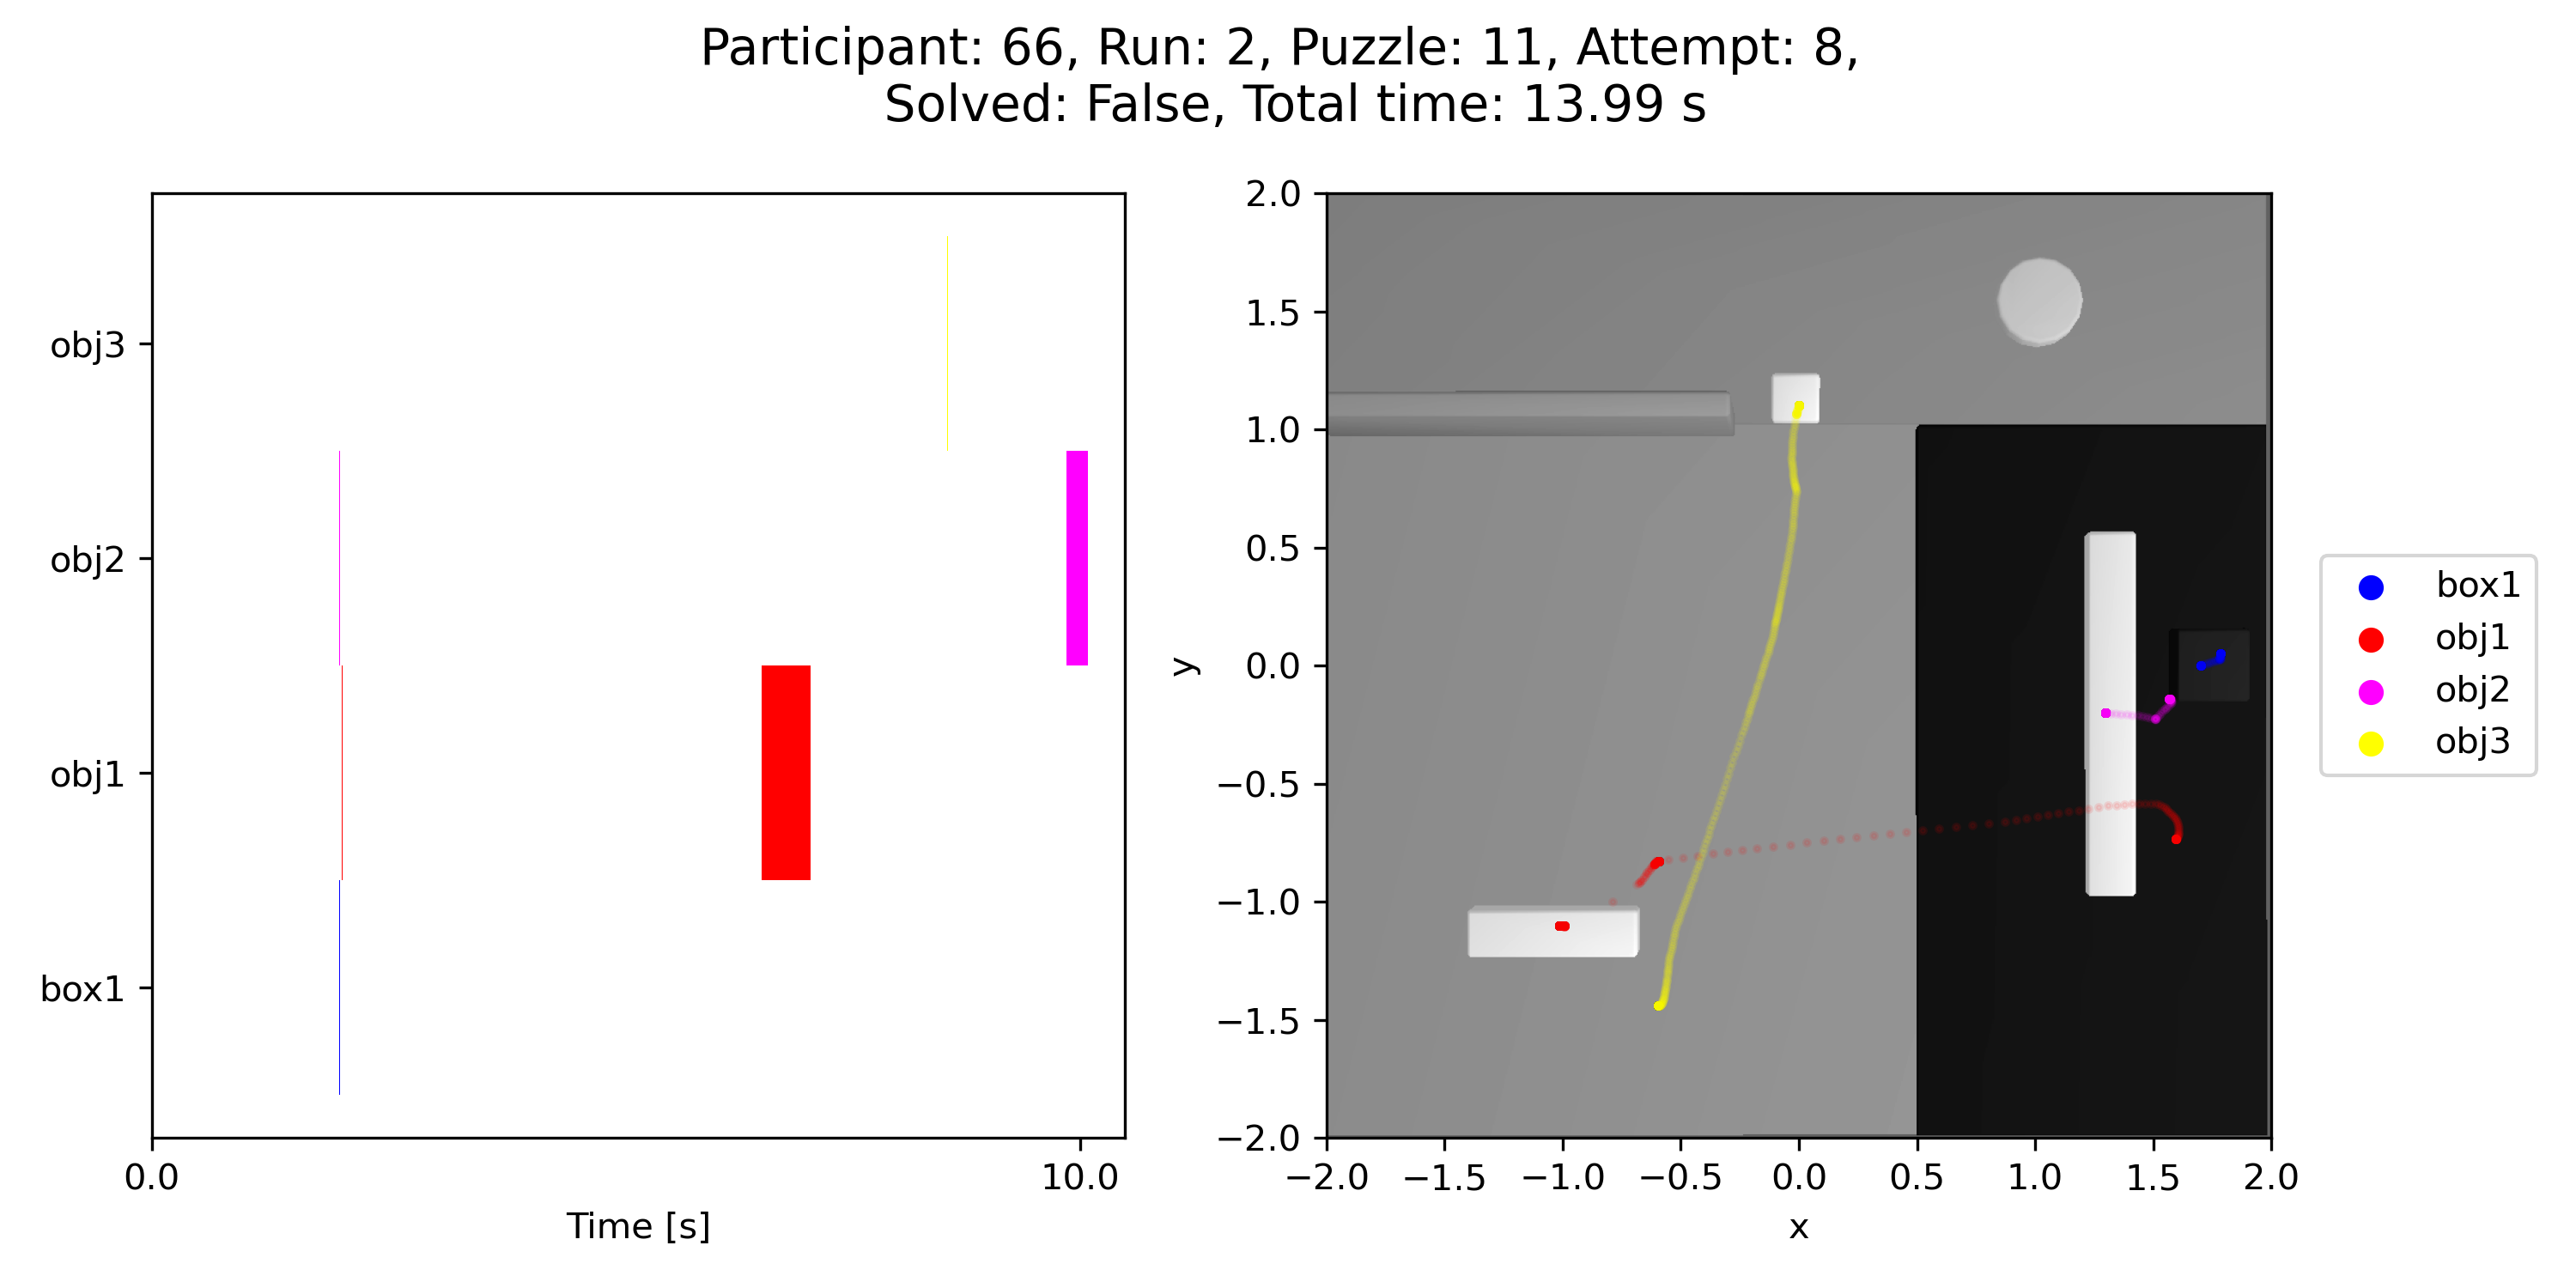 Participant: 66, Run: 2, Puzzle: 11, Attempt: 8,
Solved: False, Total time: 13.99 s
obj3
obj2
obj1
box1
0.0
10.0
Time [s]
2.0
1.5
1.0
0.5
0.0
−0.5
−1.0
−1.5
−2.0
y
−2.0
−1.5
−1.0
−0.5
0.0
0.5
1.0
1.5
2.0
x
box1
obj1
obj2
obj3